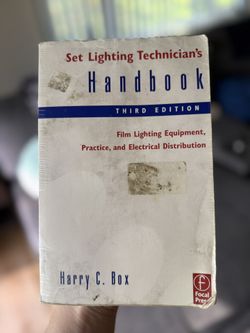 Set Lighting Technician's
Handbook
THIRD EDITION
Film Lighting Equipment,
Practice, and Electrical Distribution
Harry C. Box
Focal
Press